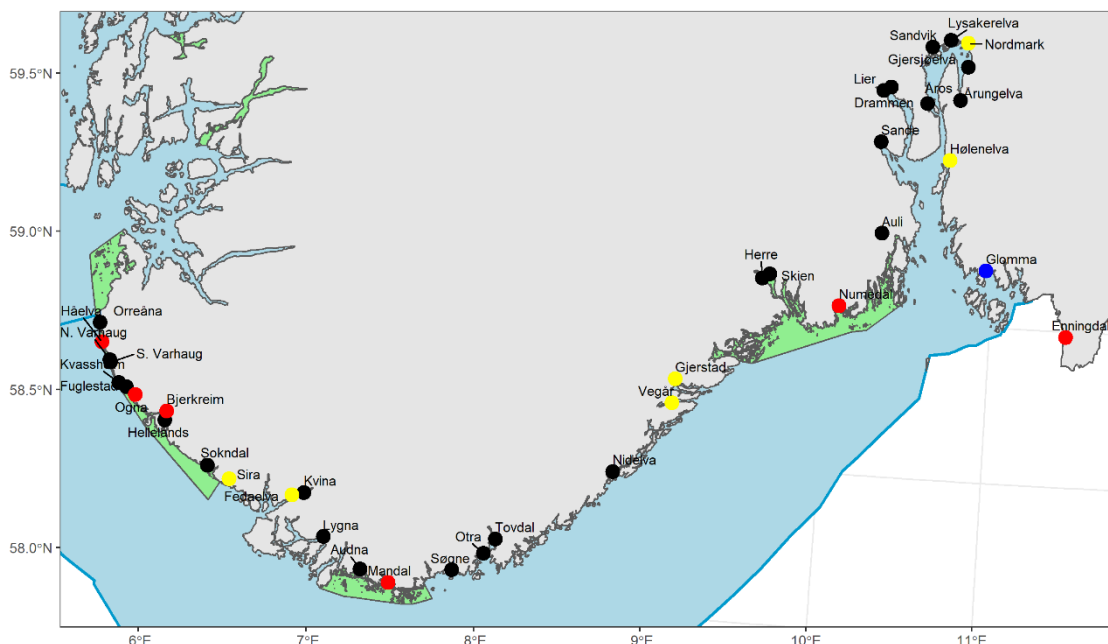 59.5°N
59.0°N
58.5°N
58.0°N
Lysakerelva
Sandvik
Nordmark
Gjersjøelva
Lier
Åros
Årungelva
Drammen
Sande
Hølenelva
Auli
Herre
Skien
Glomma
Numedal
Enningdal
Håelva
Orreåna
N. Varhaug
S. Varhaug
Kvassheim
Fuglestad
Gjerstad
Vegår
Ogna
Bjerkreim
Hellelands
Sokndal
Sira
Nidelva
Fedaelva
Kvina
Lygna
Otra
Tovdal
Audna
Søgne
Mandal
6°E
7°E
8°E
9°E
10°E
11°E